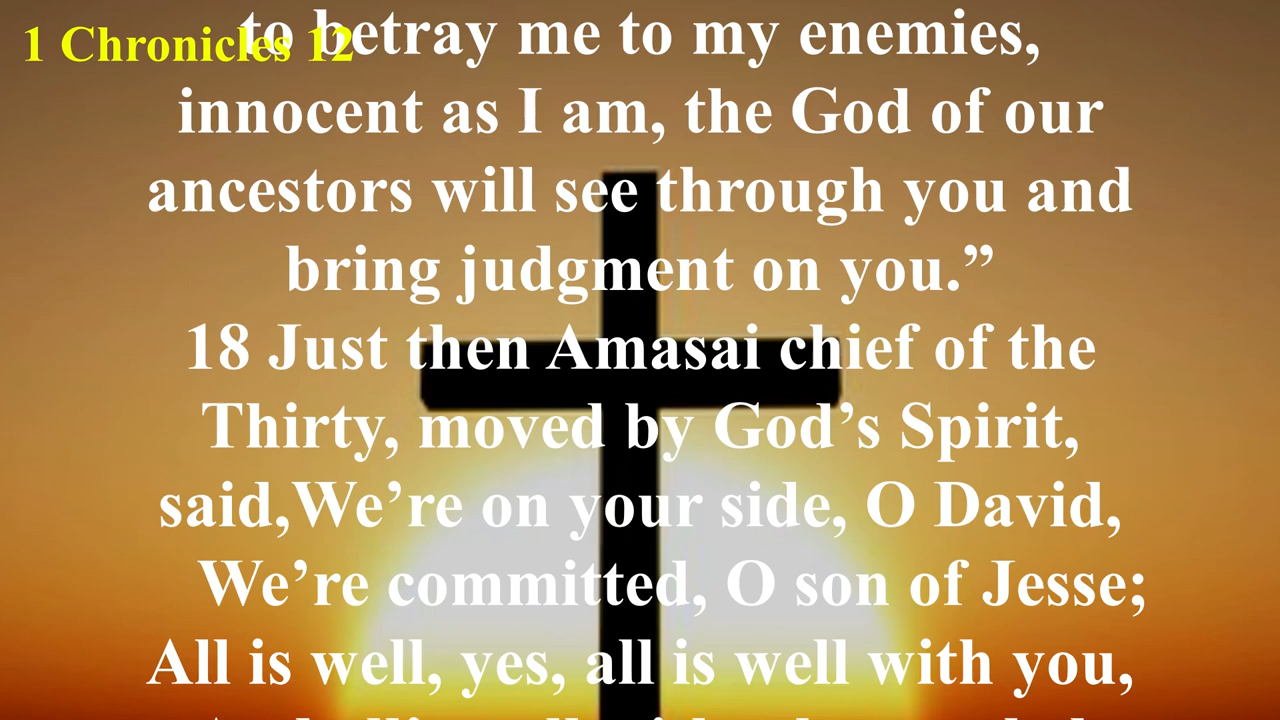 1 Chronicles 12
to betray me to my enemies,
innocent as I am, the God of our
ancestors will see through you and
bring judgment on you.”
18 Just then Amasai chief of the
Thirty, moved by God’s Spirit,
said,We’re on your side, O David,
We’re committed, O son of Jesse;
All is well, yes, all is well with you,